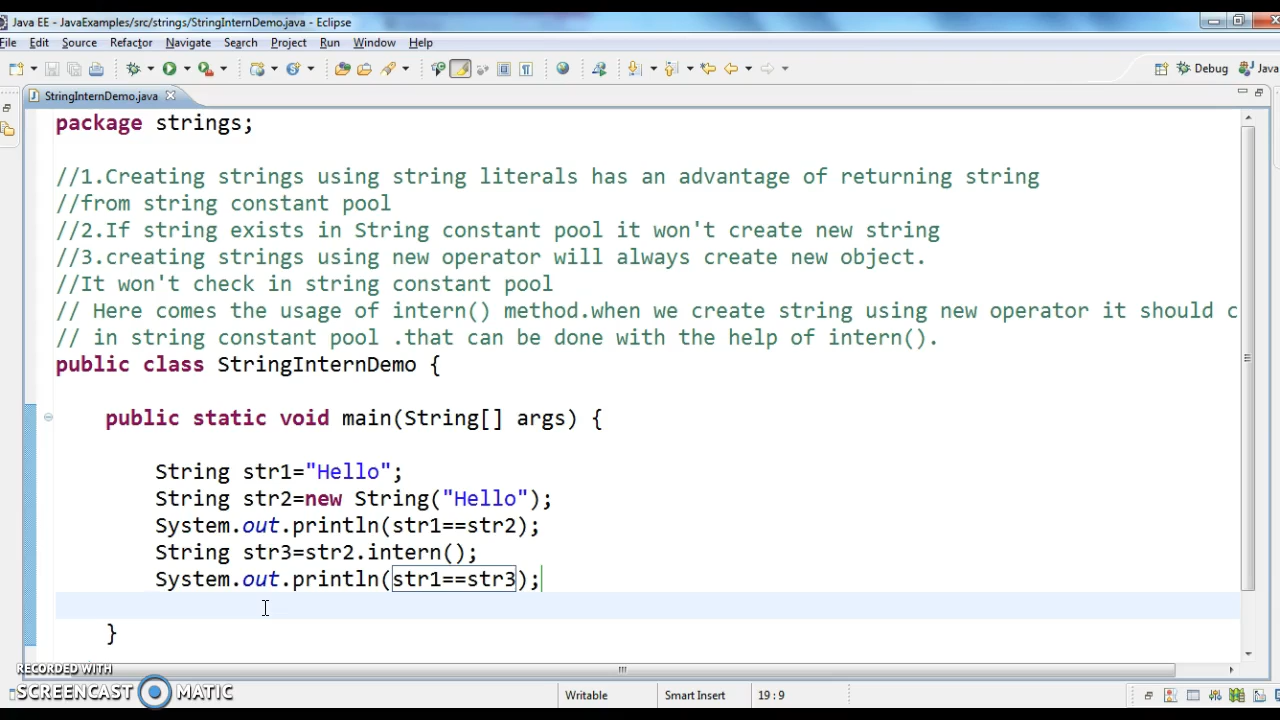 Java EE - JavaExamples/src/strings/StringInternDemo.java - Eclipse
File Edit Source Refactor Navigate Search Project Run Window Help
Debug Java
StringInternDemo.java
package strings;
//1.Creating strings using string literals has an advantage of returning string
//from string constant pool
//2.If string exists in String constant pool it won't create new string
//3.creating strings using new operator will always create new object.
//It won't check in string constant pool
// Here comes the usage of intern() method.when we create string using new operator it should c
// in string constant pool .that can be done with the help of intern().
public class StringInternDemo {
public static void main(String[] args) {
String str1="Hello";
String str2=new String("Hello");
System.out.println(str1==str2);
String str3=str2.intern();
System.out.println(str1==str3);
}
RECORDED WITH
SCREENCAST MATIC
Writable Smart Insert 19:9